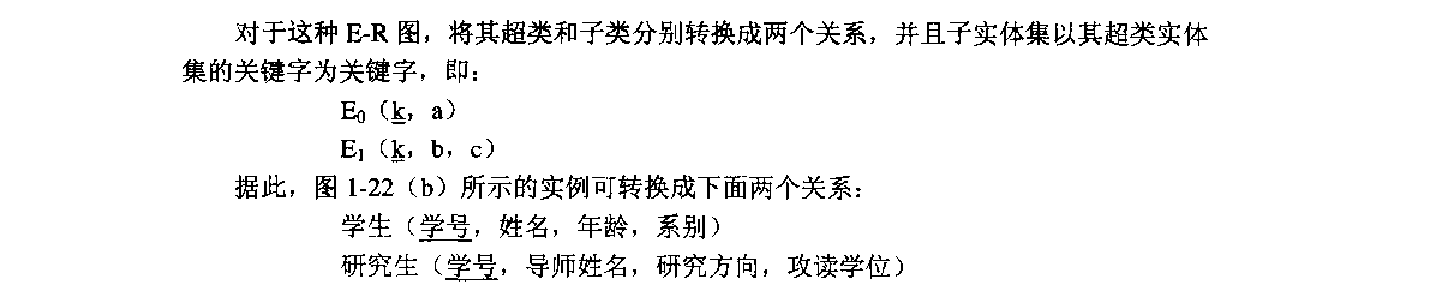 对于这种 E-R 图，将其超类和子类分别转换成两个关系，并且子实体集以其超类实体
集的关键字为关键字，即：
E₀（k，a）
E₁（k，b，c）
据此，图 1-22（b）所示的实例可转换成下面两个关系：
学生（学号，姓名，年龄，系别）
研究生（学号，导师姓名，研究方向，攻读学位）